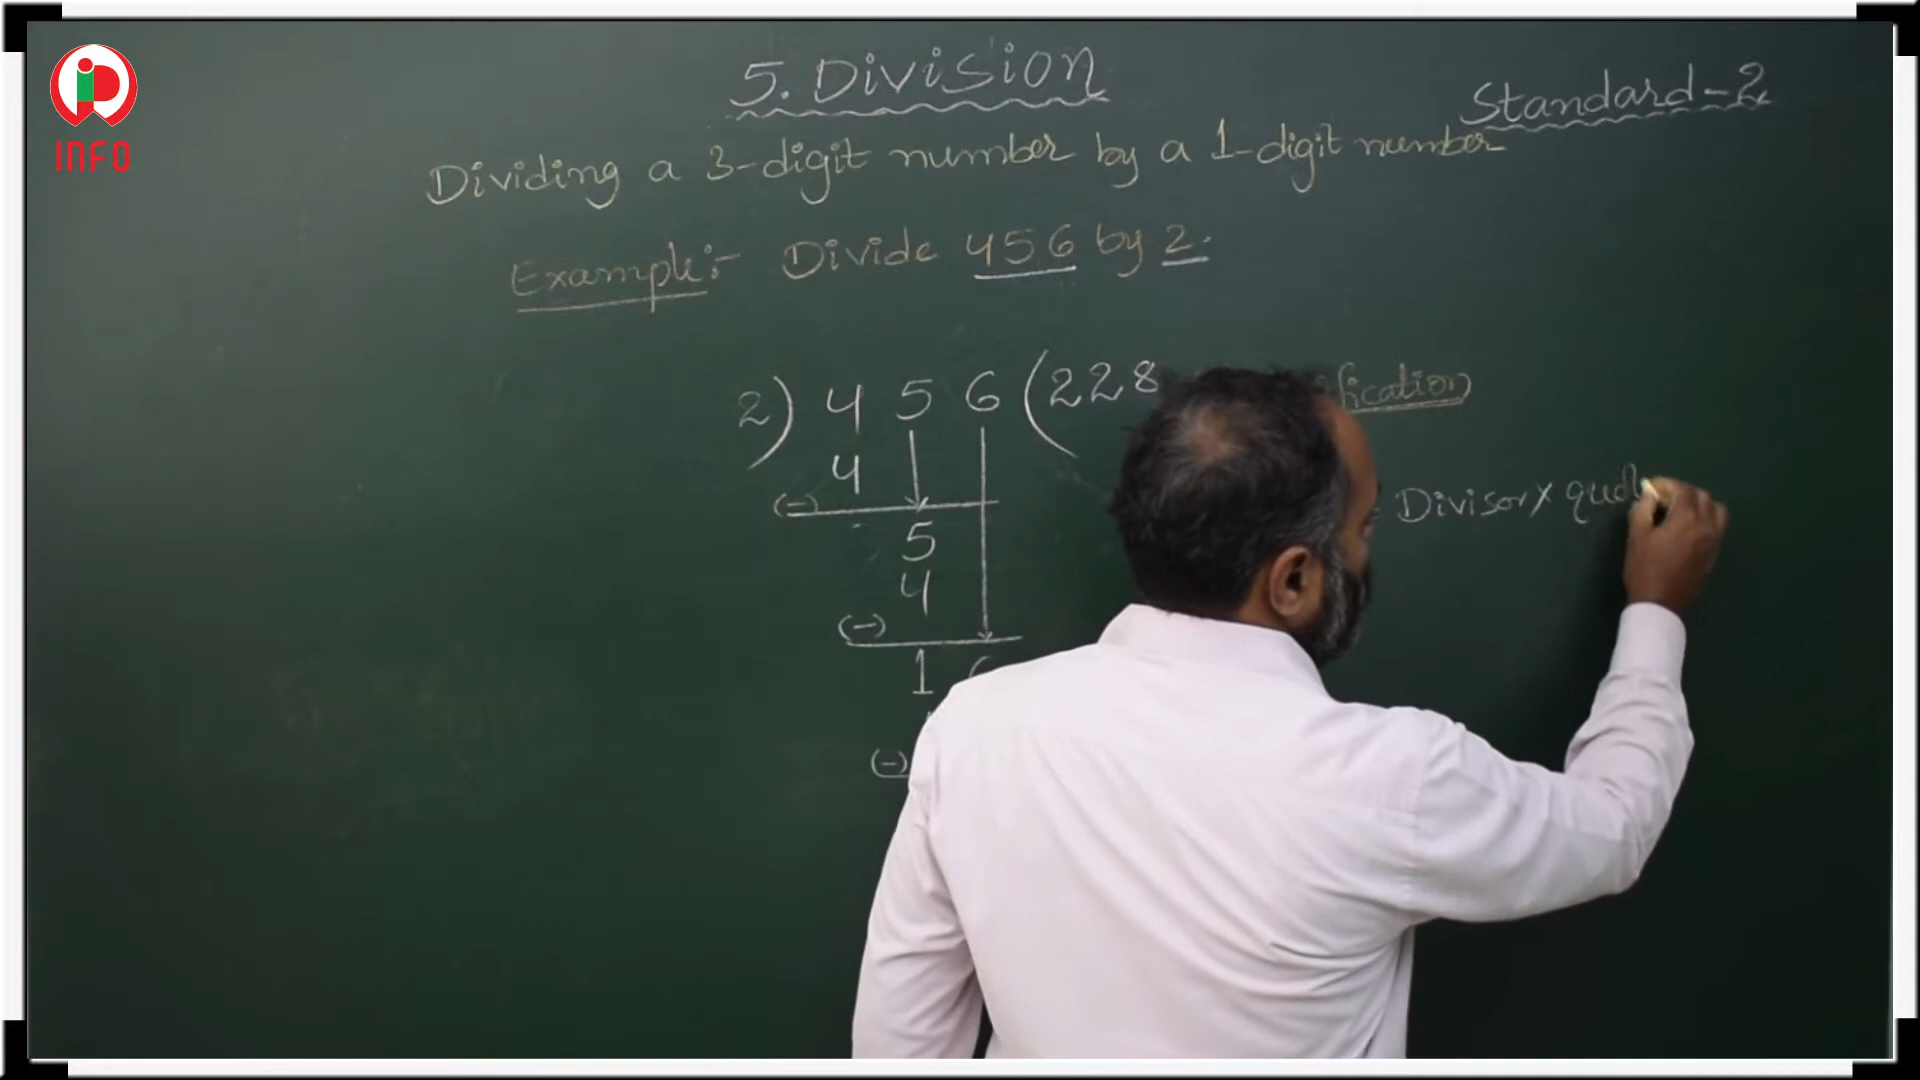 INFO
5. Division
Standard-2
Dividing a 3-digit number by a 1-digit number
Example:- Divide 456 by 2.
2) 4 5 6 (228
4
(-)
5
4
(-)
1
(-)
= Divisor x